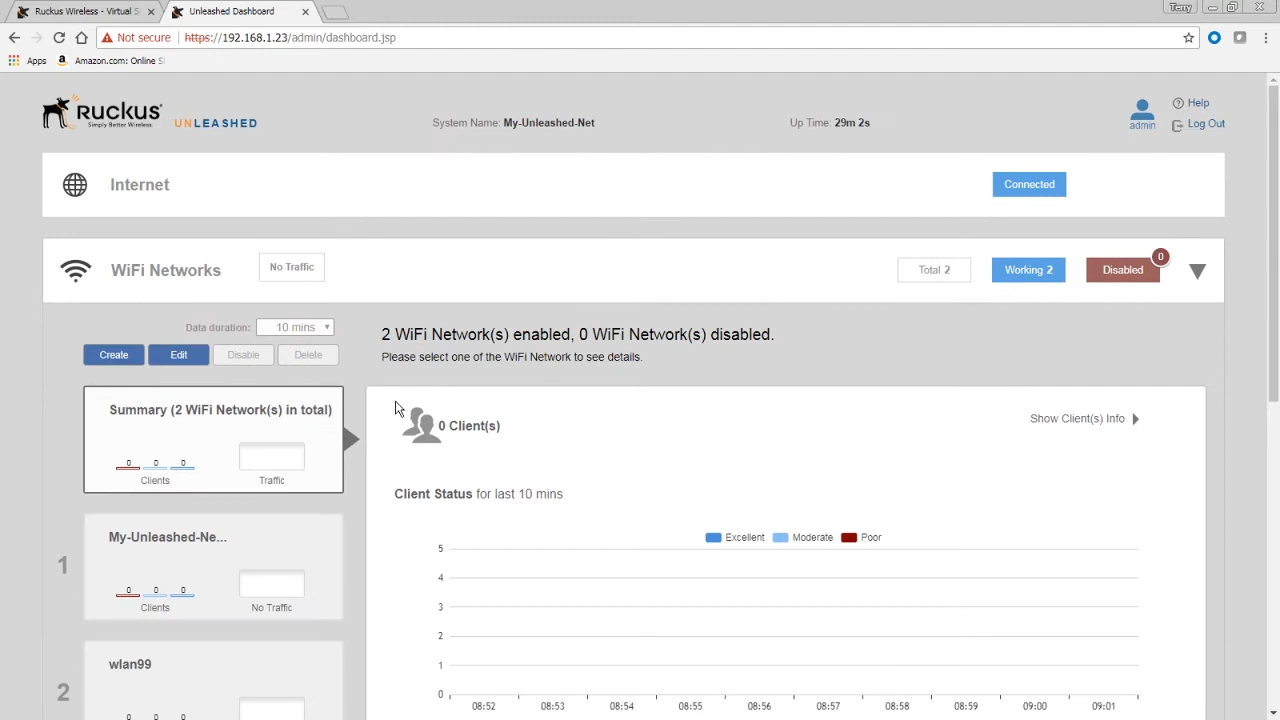 Ruckus Wireless - Virtual S
Unleashed Dashboard
Terry
Not secure
https://192.168.1.23/admin/dashboard.jsp
Apps
Amazon.com: Online S
Ruckus
Simply Better Wireless.
UNLEASHED
System Name: My-Unleashed-Net
Up Time: 29m 2s
admin
Help
Log Out
Internet
Connected
WiFi Networks
No Traffic
Total 2
Working 2
Disabled
0
Data duration:
10 mins
2 WiFi Network(s) enabled, 0 WiFi Network(s) disabled.
Create
Edit
Disable
Delete
Please select one of the WiFi Network to see details.
Summary (2 WiFi Network(s) in total)
0 0 0
Clients
Traffic
0 Client(s)
Show Client(s) Info
Client Status for last 10 mins
Excellent
Moderate
Poor
1
My-Unleashed-Ne...
0 0 0
Clients
No Traffic
2
wlan99
0 0 0
5
4
3
2
1
0
08:52 08:53 08:54 08:55 08:56 08:57 08:58 08:59 09:00 09:01